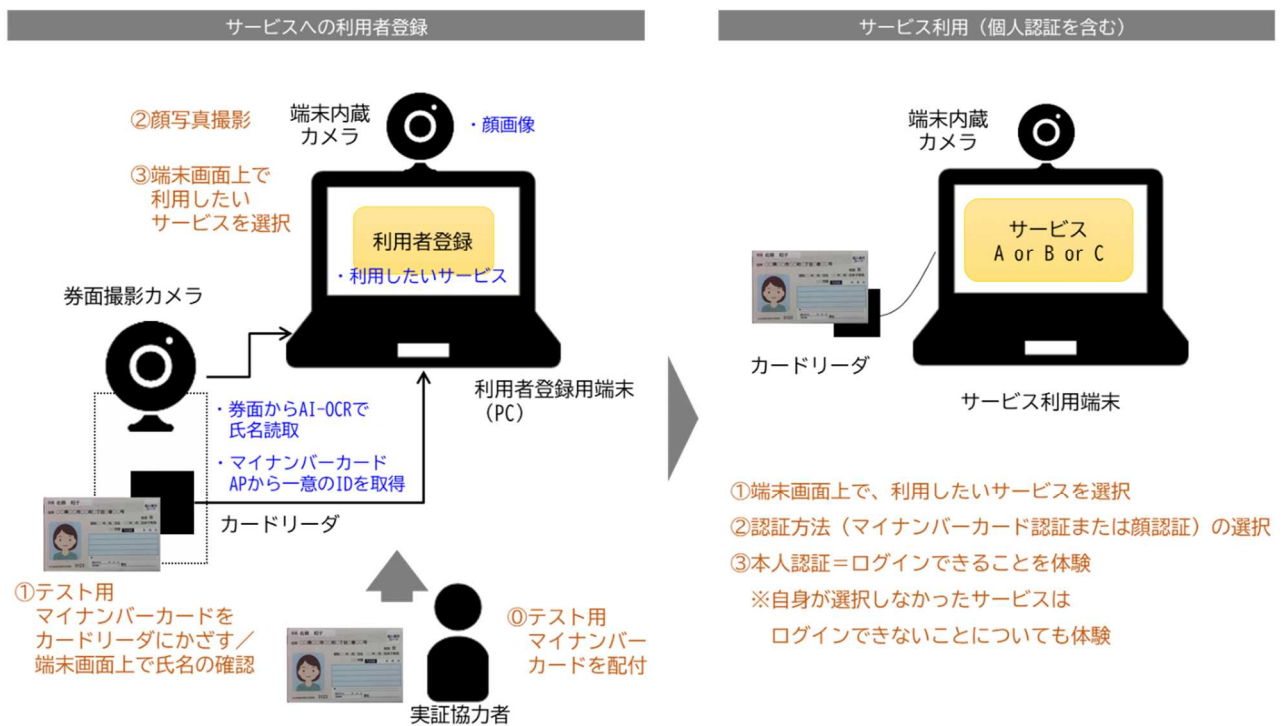 サービスへの利用者登録
②顔写真撮影
③端末画面上で
利用したい
サービスを選択
端末内蔵
カメラ
・顔画像
利用者登録
・利用したいサービス
券面撮影カメラ
利用者登録用端末
（PC）
・券面からAI-OCRで
氏名読取
・マイナンバーカード
APから一意のIDを取得
カードリーダ
①テスト用
マイナンバーカードを
カードリーダにかざす／
端末画面上で氏名の確認
⓪テスト用
マイナンバー
カードを配付
実証協力者
サービス利用（個人認証を含む）
端末内蔵
カメラ
サービス
A or B or C
カードリーダ
サービス利用端末
①端末画面上で、利用したいサービスを選択
②認証方法（マイナンバーカード認証または顔認証）の選択
③本人認証＝ログインできることを体験
※自身が選択しなかったサービスは
ログインできないことについても体験